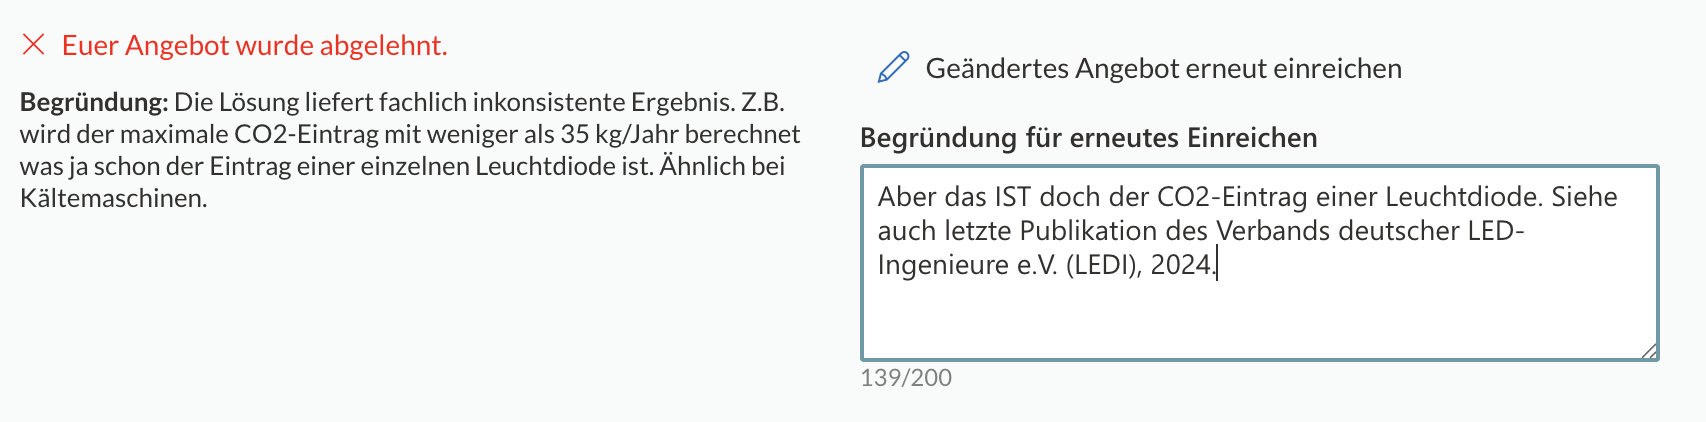 Euer Angebot wurde abgelehnt.
Begründung: Die Lösung liefert fachlich inkonsistente Ergebnis. Z.B.
wird der maximale CO2-Eintrag mit weniger als 35 kg/Jahr berechnet
was ja schon der Eintrag einer einzelnen Leuchtdiode ist. Ähnlich bei
Kältemaschinen.
Geändertes Angebot erneut einreichen
Begründung für erneutes Einreichen
Aber das IST doch der CO2-Eintrag einer Leuchtdiode. Siehe
auch letzte Publikation des Verbands deutscher LED-
Ingenieure e.V. (LEDI), 2024.
139/200